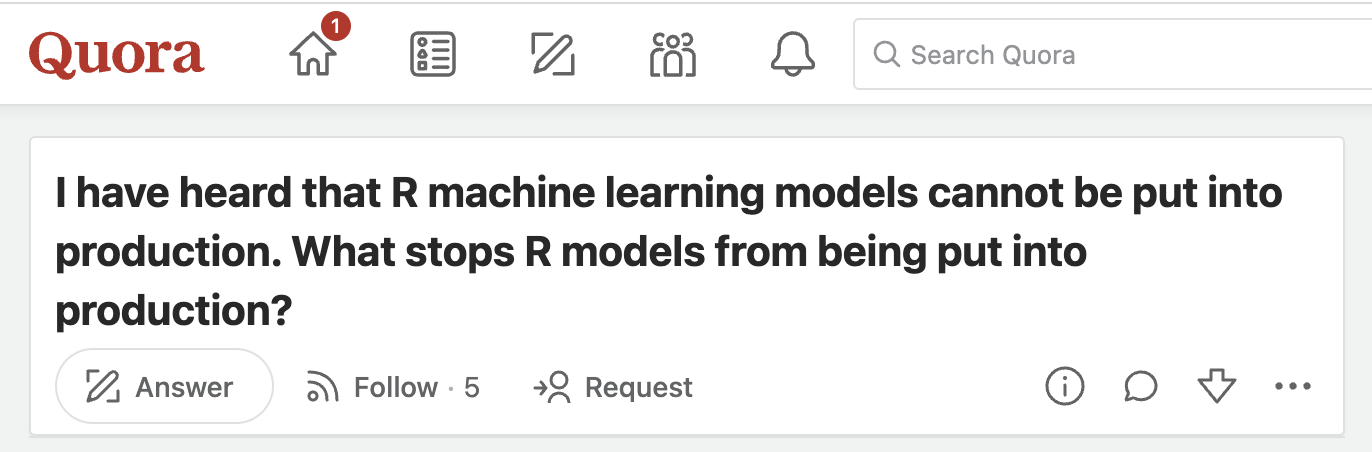 Quora
1
Search Quora
I have heard that R machine learning models cannot be put into
production. What stops R models from being put into
production?
Answer
Follow · 5
Request